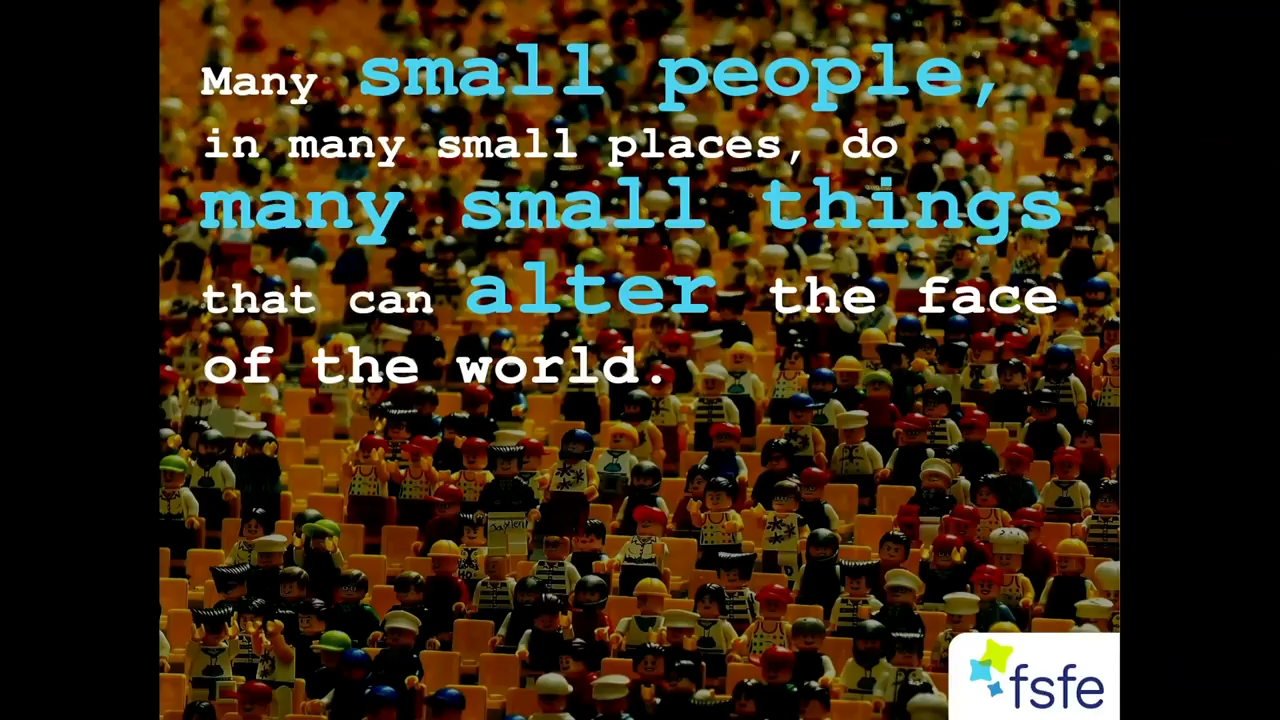 Many small people,
in many small places, do
many small things
that can alter the face
of the world.
fsfe